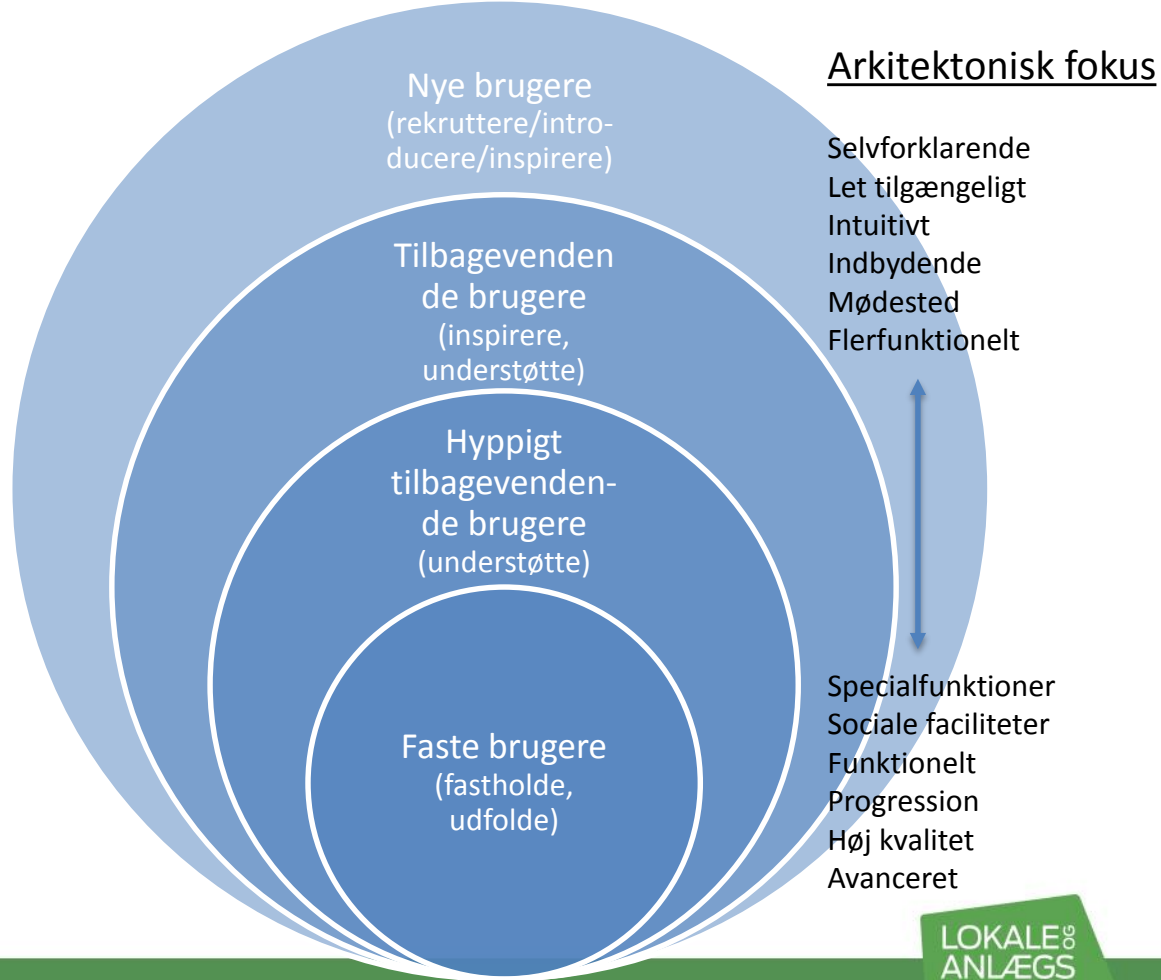 Nye brugere
(rekruttere/intro-
ducere/inspirere)
Tilbagevenden
de brugere
(inspirere,
understøtte)
Hyppigt
tilbagevenden-
de brugere
(understøtte)
Faste brugere
(fastholde,
udfolde)
Arkitektonisk fokus
Selvforklarende
Let tilgængeligt
Intuitivt
Indbydende
Mødested
Flerfunktionelt
Specialfunktioner
Sociale faciliteter
Funktionelt
Progression
Høj kvalitet
Avanceret
LOKALE OG
ANLÆGS